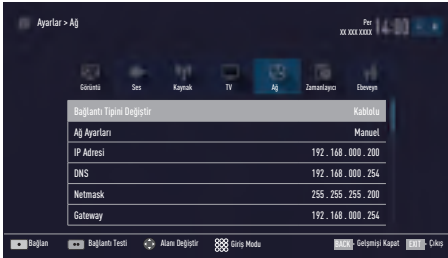 Ayarlar > Ağ
Per
XX XXX XXXX
14:00
Görüntü Ses Kaynak TV Ağ Zamanlayıcı Ebeveyn
Bağlantı Tipini Değiştir Kablolu
Ağ Ayarları Manuel
IP Adresi 192 . 168 . 000 . 200
DNS 192 . 168 . 000 . 254
Netmask 255 . 255 . 255 . 200
Gateway 192 . 168 . 000 . 254
Bağlan Bağlantı Testi Alanı Değiştir Giriş Modu BACK - Gelşmişi Kapat EXIT - Çıkış